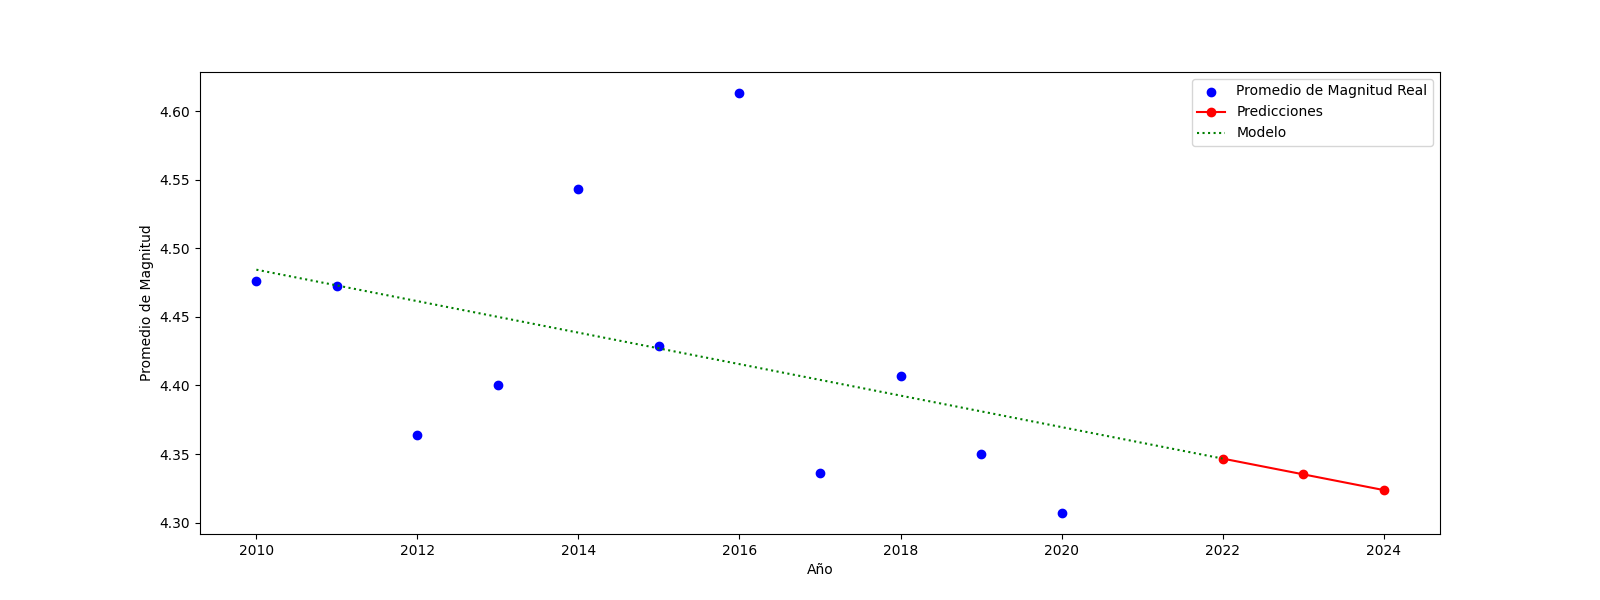 Promedio de Magnitud Real
Predicciones
Modelo
4.60
4.55
4.50
4.45
4.40
4.35
4.30
Promedio de Magnitud
2010 2012 2014 2016 2018 2020 2022 2024
Año